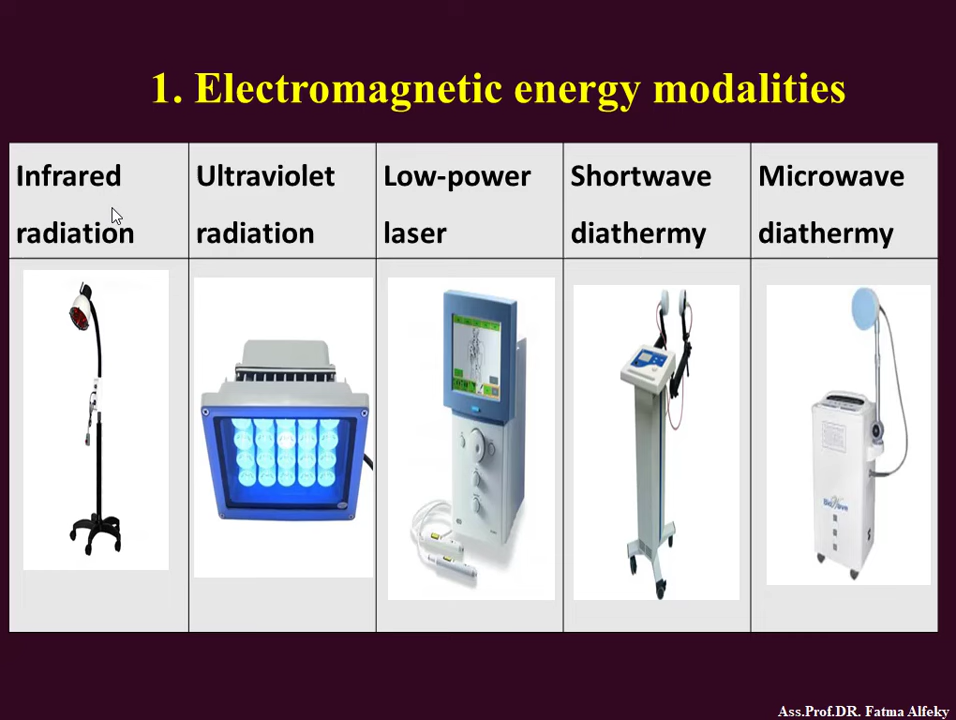 1. Electromagnetic energy modalities
Infrared
radiation
Ultraviolet
radiation
Low-power
laser
Shortwave
diathermy
Microwave
diathermy
Ass.Prof.DR. Fatma Alfeky